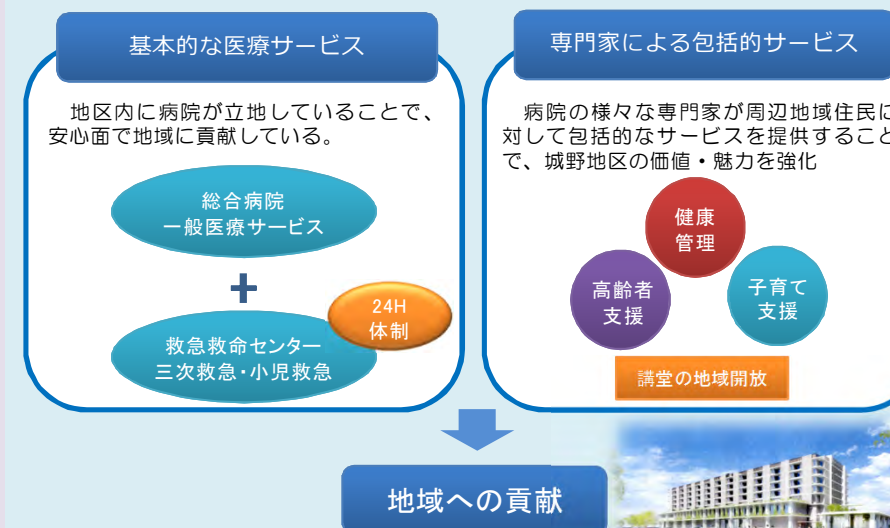 基本的な医療サービス
地区内に病院が立地していることで、
安心面で地域に貢献している。
総合病院
一般医療サービス
+
24H
体制
救急救命センター
三次救急・小児救急
専門家による包括的サービス
病院の様々な専門家が周辺地域住民に
対して包括的なサービスを提供すること
で、城野地区の価値・魅力を強化
健康
管理
高齢者
支援
子育て
支援
講堂の地域開放
地域への貢献